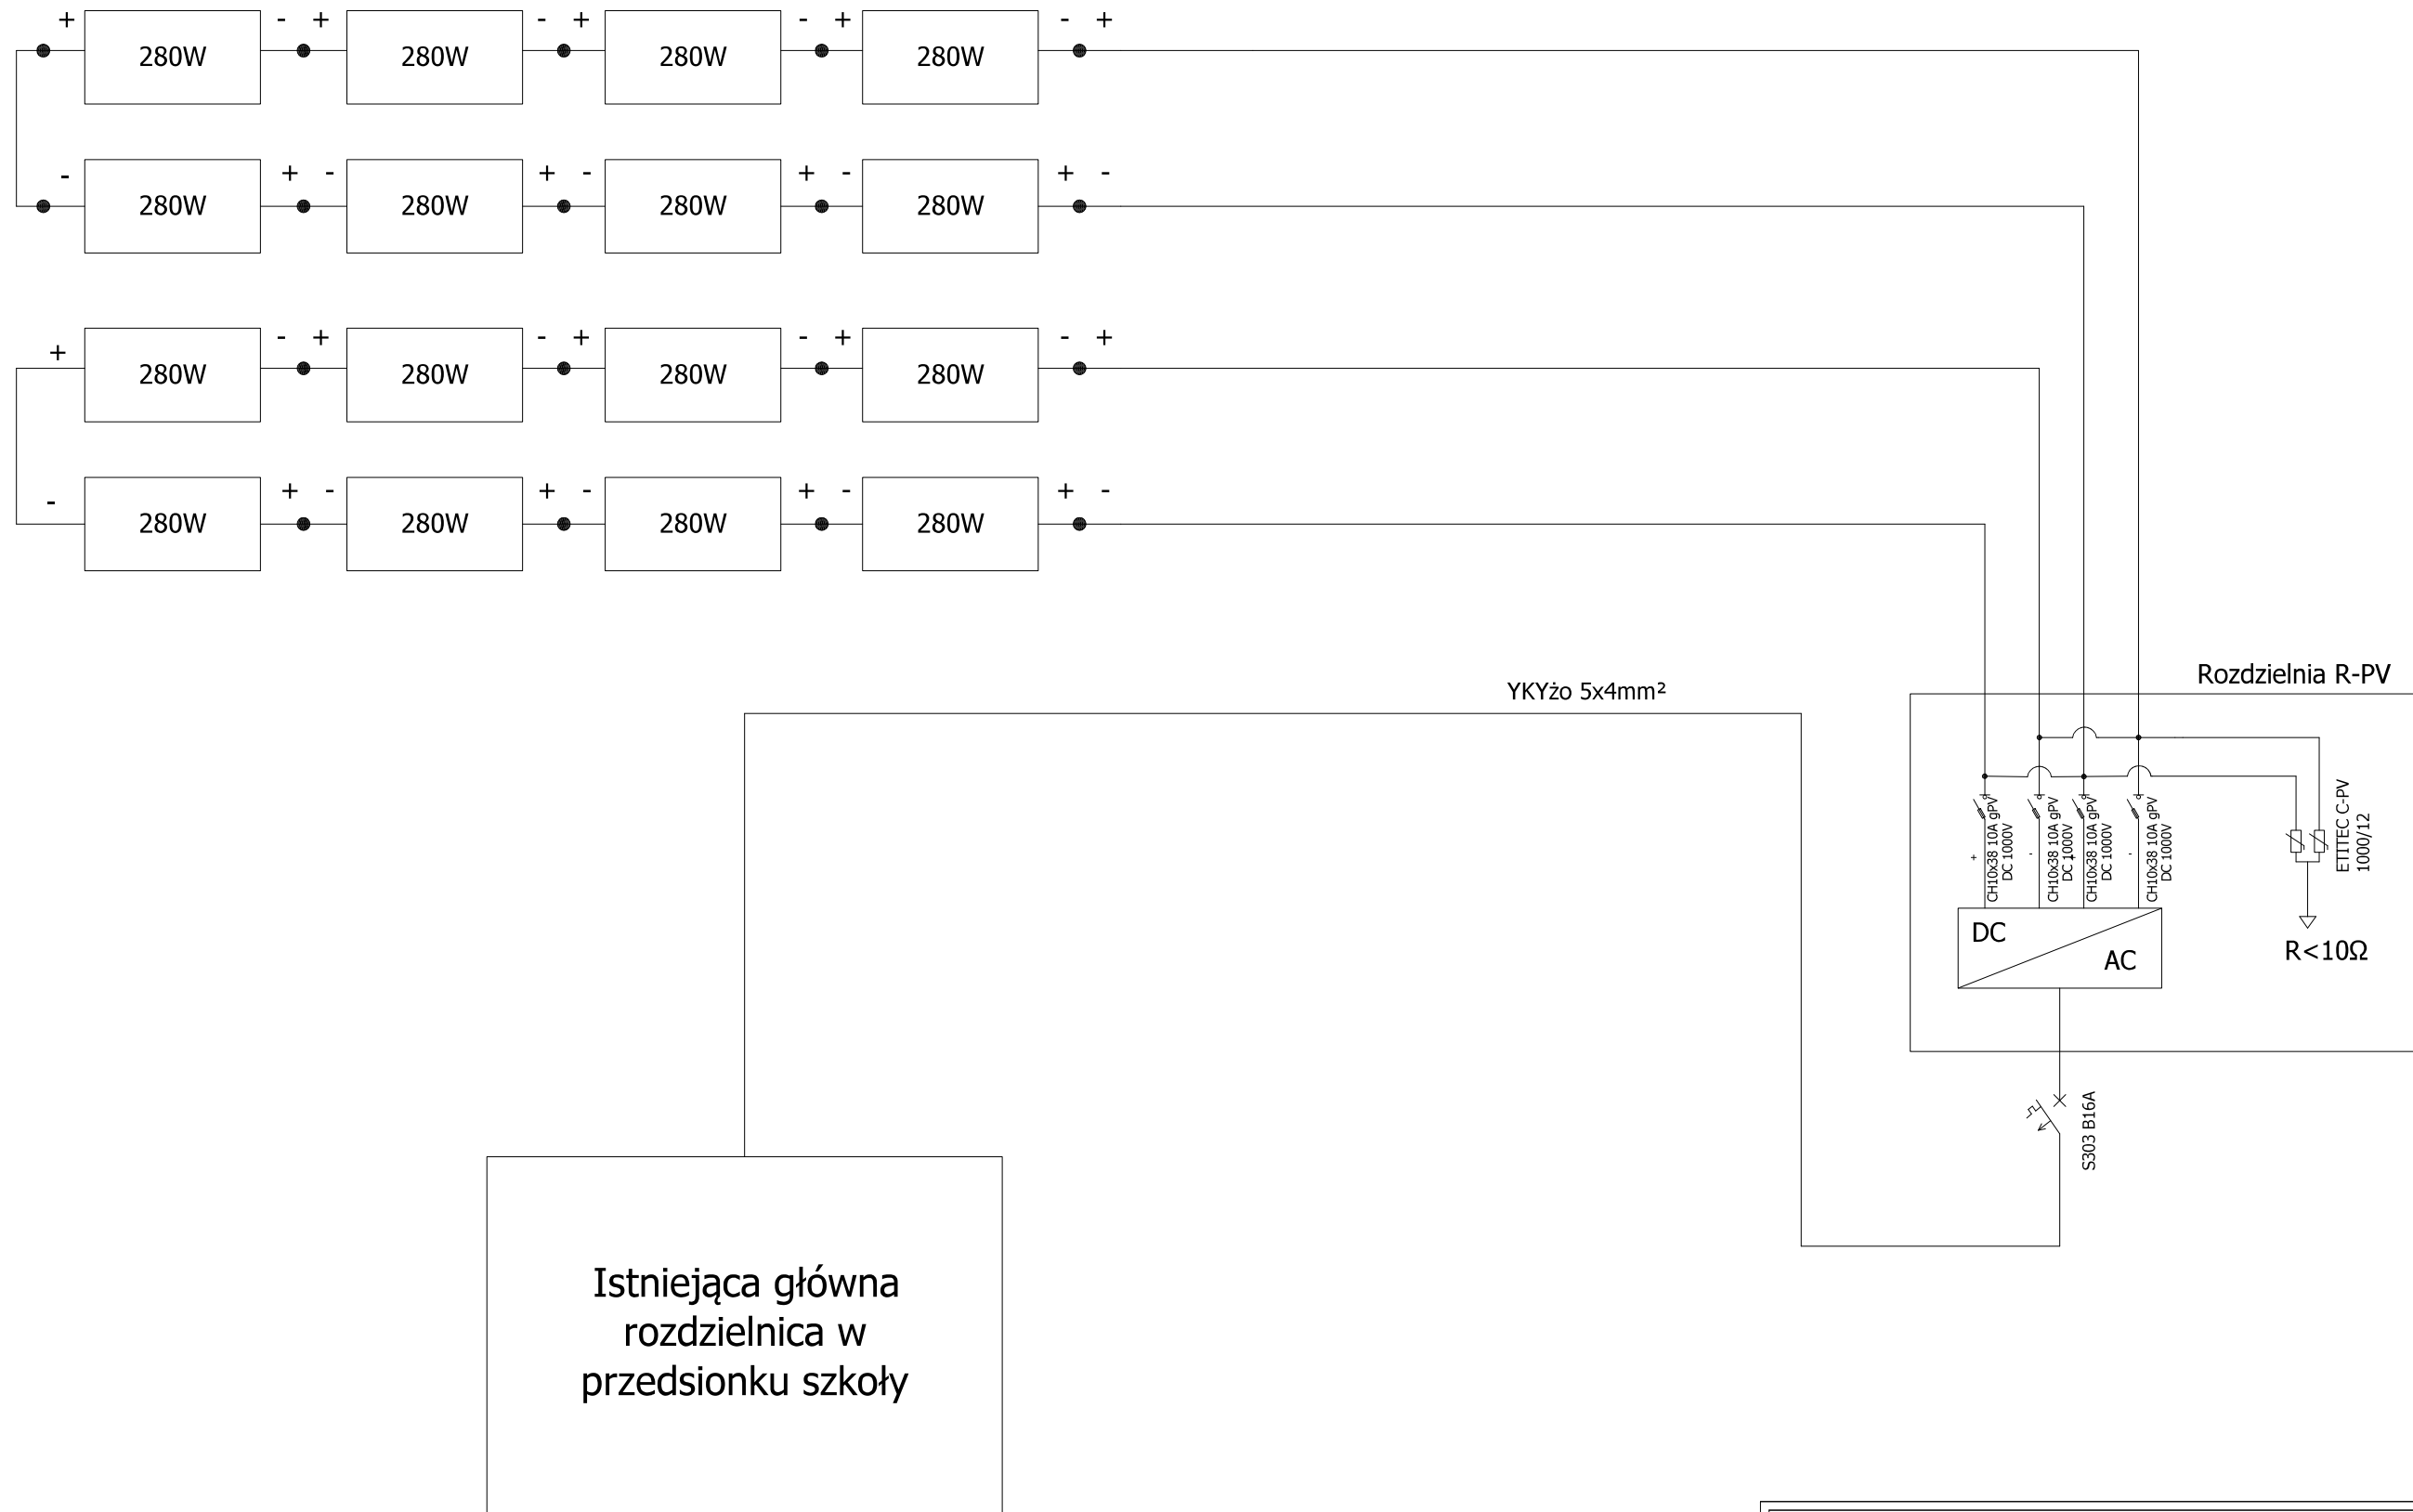 + - + - + - + - +
280W 280W 280W 280W
- + - + - + - + -
280W 280W 280W 280W
+ - + - + - + - +
280W 280W 280W 280W
- + - + - + - + -
280W 280W 280W 280W
Rozdzielnia R-PV
YKYżo 5x4mm²
+
CH10x38 10A gPV
DC 1000V
-
CH10x38 10A gPV
DC 1000V
+
CH10x38 10A gPV
DC 1000V
-
CH10x38 10A gPV
DC 1000V
ETITEC C-PV
1000/12
DC
AC
R<10Ω
S303 B16A
Istniejąca główna
rozdzielnica w
przedsionku szkoły